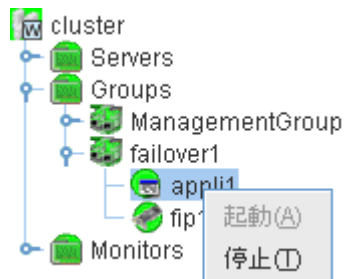 cluster
Servers
Groups
ManagementGroup
failover1
appli1
fip1
起動(A)
停止(T)
Monitors